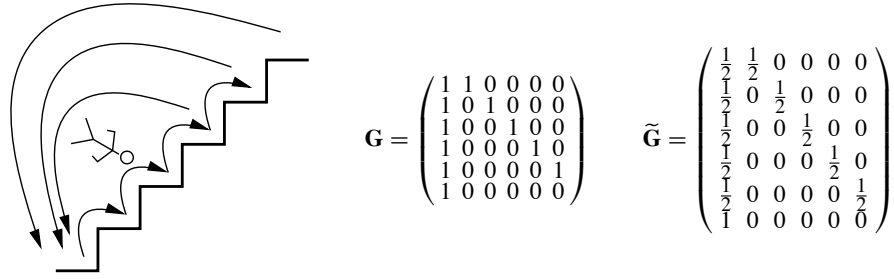 G = ( 1 1 0 0 0 0
1 0 1 0 0 0
1 0 0 1 0 0
1 0 0 0 1 0
1 0 0 0 0 1
1 0 0 0 0 0 )
G̃ = ( 1/2 1/2 0 0 0 0
1/2 0 1/2 0 0 0
1/2 0 0 1/2 0 0
1/2 0 0 0 1/2 0
1/2 0 0 0 0 1/2
1 0 0 0 0 0 )